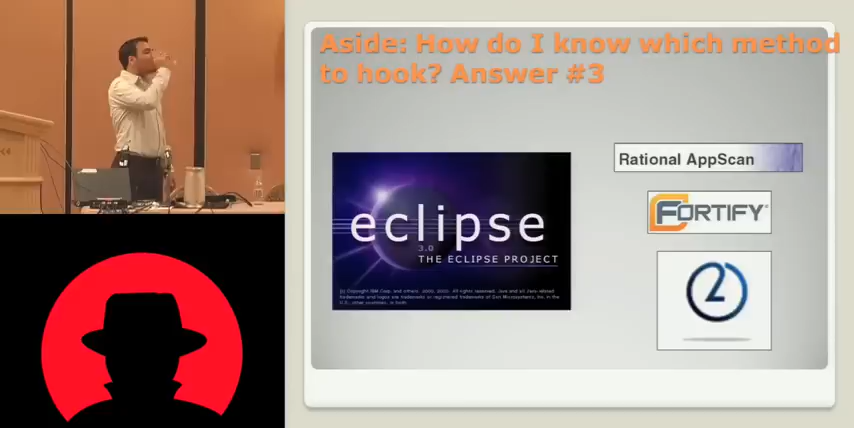 Aside: How do I know which method
to hook? Answer #3
eclipse
3.0
THE ECLIPSE PROJECT
Rational AppScan
FORTIFY
2